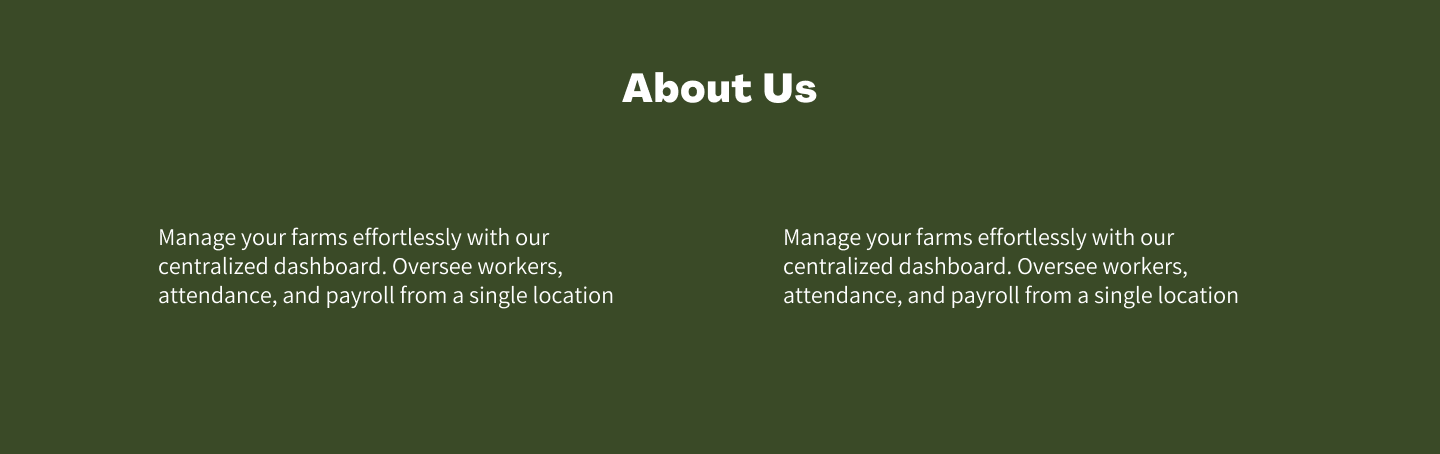 About Us
Manage your farms effortlessly with our
centralized dashboard. Oversee workers,
attendance, and payroll from a single location
Manage your farms effortlessly with our
centralized dashboard. Oversee workers,
attendance, and payroll from a single location